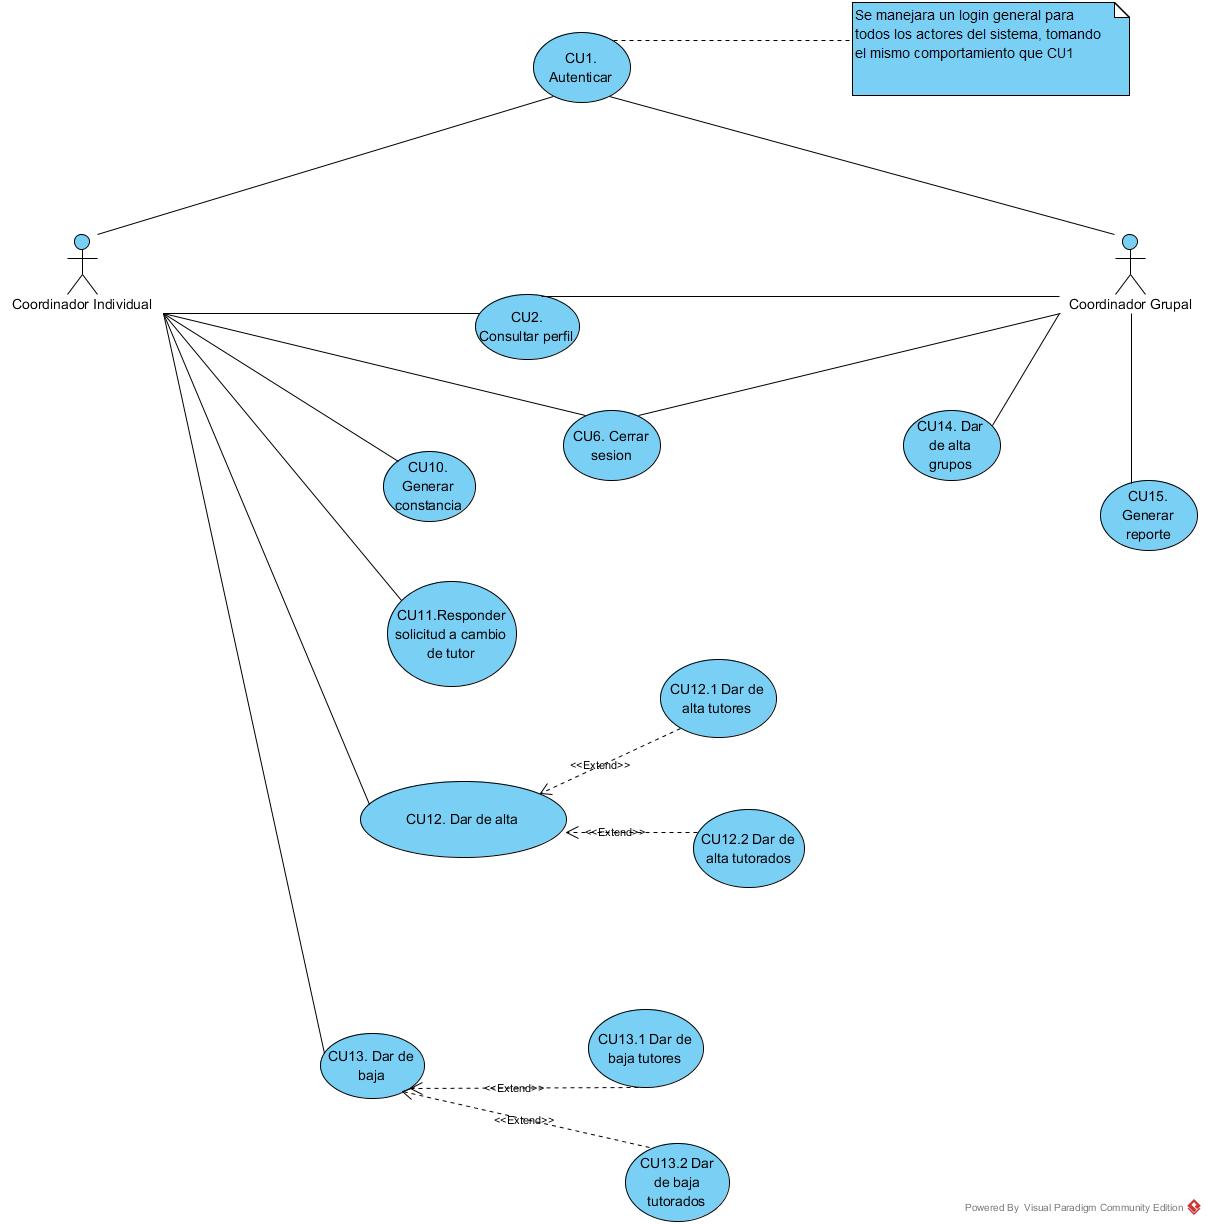 Se manejara un login general para
todos los actores del sistema, tomando
el mismo comportamiento que CU1
CU1.
Autenticar
Coordinador Individual
Coordinador Grupal
CU2.
Consultar perfil
CU6. Cerrar
sesion
CU14. Dar
de alta
grupos
CU10.
Generar
constancia
CU15.
Generar
reporte
CU11.Responder
solicitud a cambio
de tutor
CU12.1 Dar de
alta tutores
<<Extend>>
CU12. Dar de alta
<<Extend>>
CU12.2 Dar de
alta tutorados
CU13.1 Dar de
baja tutores
CU13. Dar de
baja
<<Extend>>
<<Extend>>
CU13.2 Dar
de baja
tutorados
Powered By Visual Paradigm Community Edition